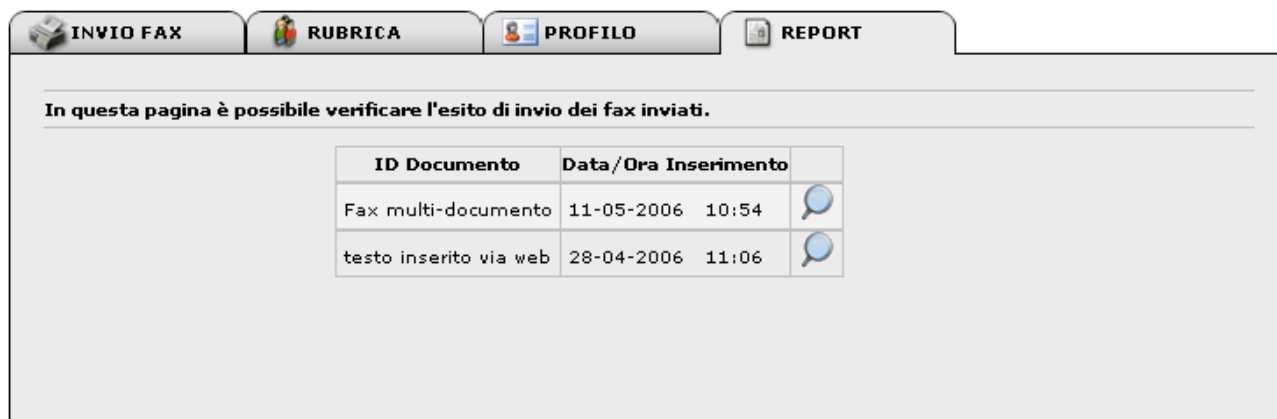 INVIO FAX RUBRICA PROFILO REPORT
In questa pagina è possibile verificare l'esito di invio dei fax inviati.
ID Documento Data/Ora Inserimento
Fax multi-documento 11-05-2006 10:54
testo inserito via web 28-04-2006 11:06